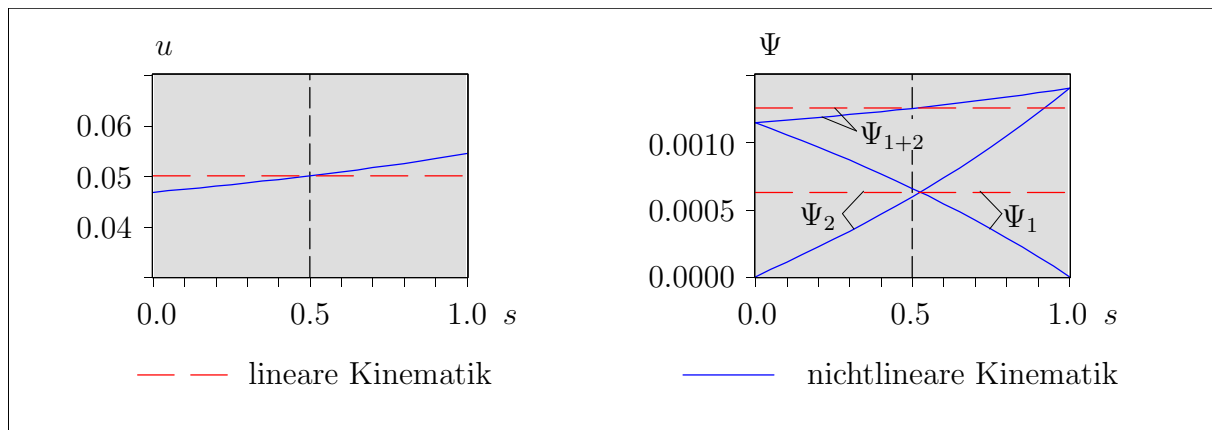 u
0.06
0.05
0.04
0.0 0.5 1.0 s
Ψ
0.0010
0.0005
0.0000
Ψ1+2
Ψ2
Ψ1
0.0 0.5 1.0 s
lineare Kinematik
nichtlineare Kinematik